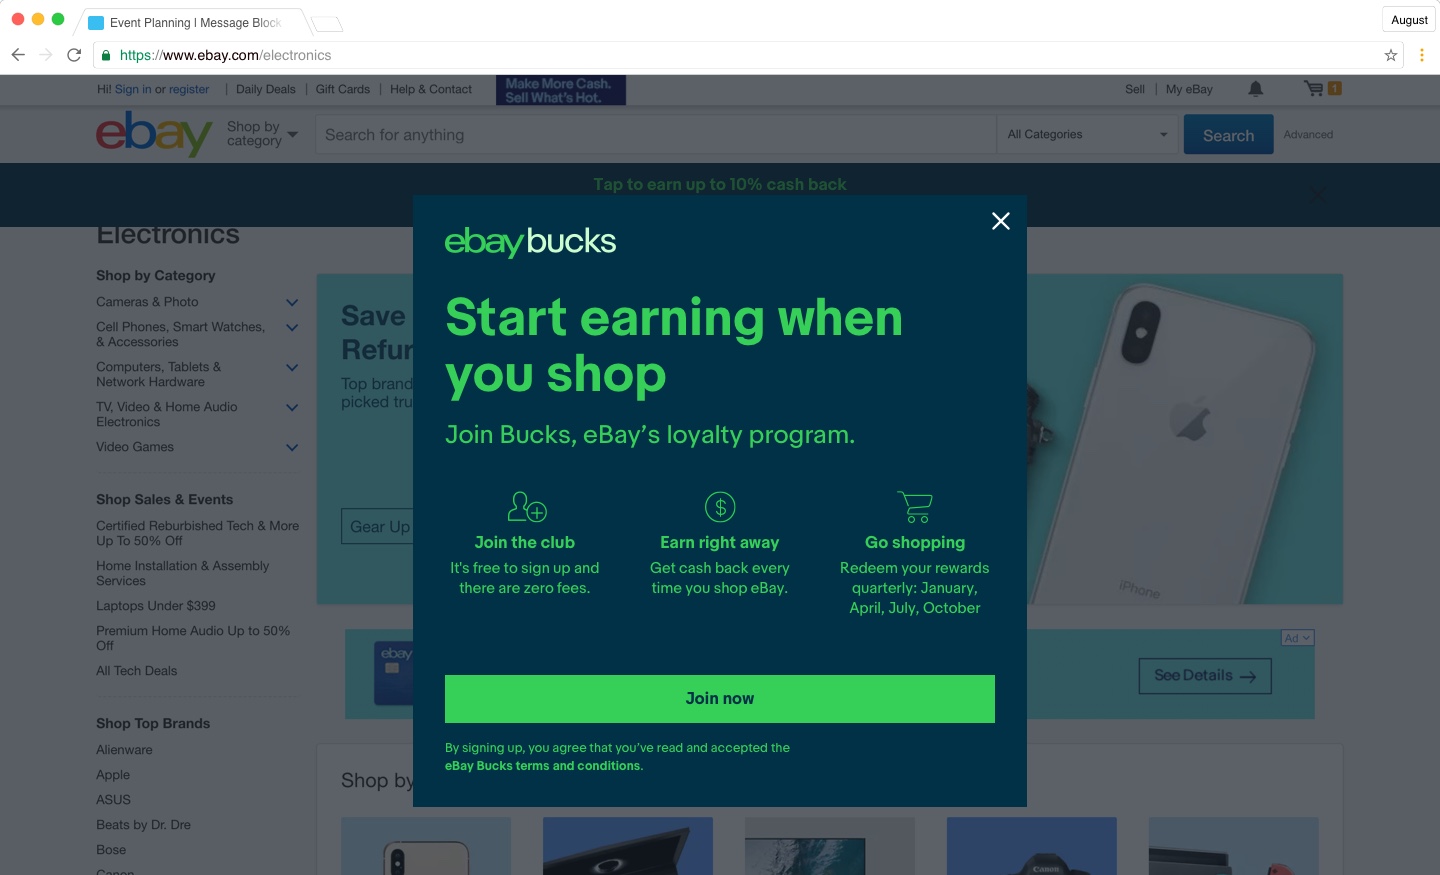 Event Planning I Message Block
August
https://www.ebay.com/electronics
Hi! Sign in or register | Daily Deals | Gift Cards | Help & Contact
Make More Cash.
Sell What's Hot.
Sell | My eBay
1
ebay
Shop by
category
Search for anything
All Categories
Search
Advanced
Tap to earn up to 10% cash back
Electronics
Shop by Category
Cameras & Photo
Cell Phones, Smart Watches,
& Accessories
Computers, Tablets &
Network Hardware
TV, Video & Home Audio
Electronics
Video Games
Shop Sales & Events
Certified Reburbished Tech & More
Up To 50% Off
Home Installation & Assembly
Services
Laptops Under $399
Premium Home Audio Up to 50%
Off
All Tech Deals
Shop Top Brands
Alienware
Apple
ASUS
Beats by Dr. Dre
Bose
Canon
Save
Refur
Top brand
picked tru
Gear Up
iPhone
ebay
Ad
See Details
Shop by
Canon
ebay bucks
Start earning when
you shop
Join Bucks, eBay’s loyalty program.
Join the club
It's free to sign up and
there are zero fees.
Earn right away
Get cash back every
time you shop eBay.
Go shopping
Redeem your rewards
quarterly: January,
April, July, October
Join now
By signing up, you agree that you’ve read and accepted the
eBay Bucks terms and conditions.